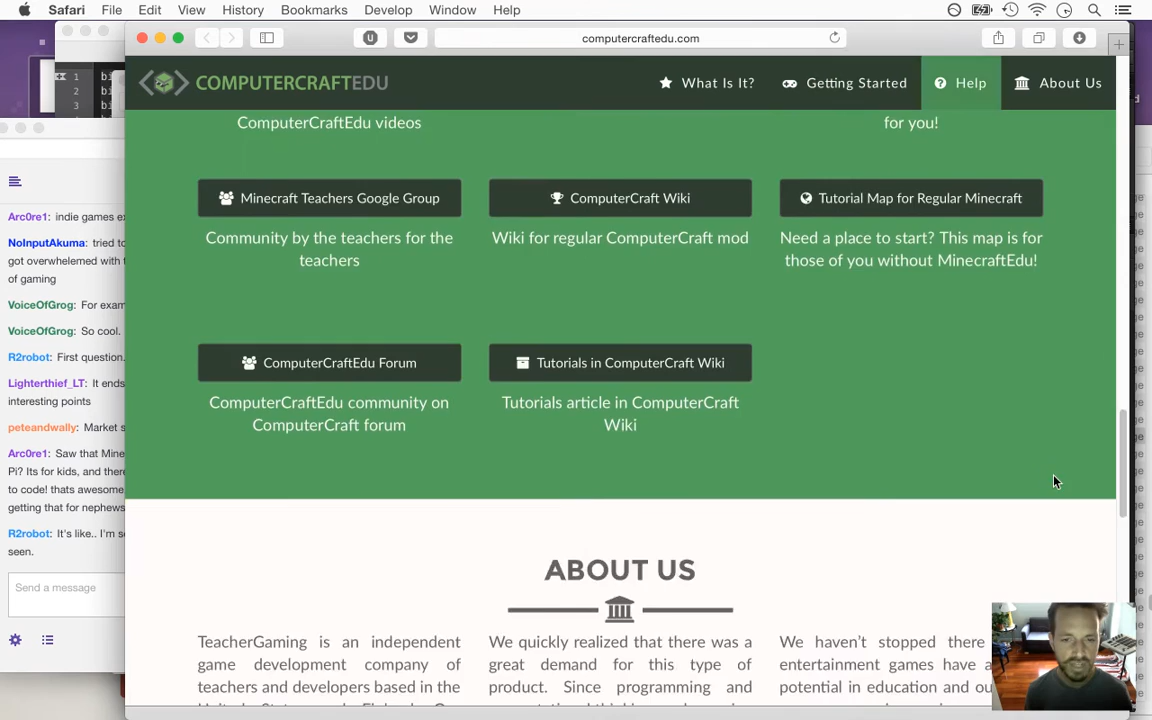 Safari File Edit View History Bookmarks Develop Window Help
computercraftedu.com
COMPUTERCRAFTEDU What Is It? Getting Started Help About Us
1
2
3
ComputerCraftEdu videos
for you!
Minecraft Teachers Google Group
Community by the teachers for the
teachers
ComputerCraft Wiki
Wiki for regular ComputerCraft mod
Tutorial Map for Regular Minecraft
Need a place to start? This map is for
those of you without MinecraftEdu!
ComputerCraftEdu Forum
ComputerCraftEdu community on
ComputerCraft forum
Tutorials in ComputerCraft Wiki
Tutorials article in ComputerCraft
Wiki
ABOUT US
TeacherGaming is an independent
game development company of
teachers and developers based in the
We quickly realized that there was a
great demand for this type of
product. Since programming and
We haven't stopped there
entertainment games have a
potential in education and ou
Arc0re1: indie games ex
NoInputAkuma: tried to
got overwhelemed with t
of gaming
VoiceOfGrog: For exam
VoiceOfGrog: So cool.
R2robot: First question.
Lighterthief_LT: It ends
interesting points
peteandwally: Market s
Arc0re1: Saw that Mine
Pi? Its for kids, and there
to code! thats awesome
getting that for nephews
R2robot: It's like.. I'm so
seen.
Send a message